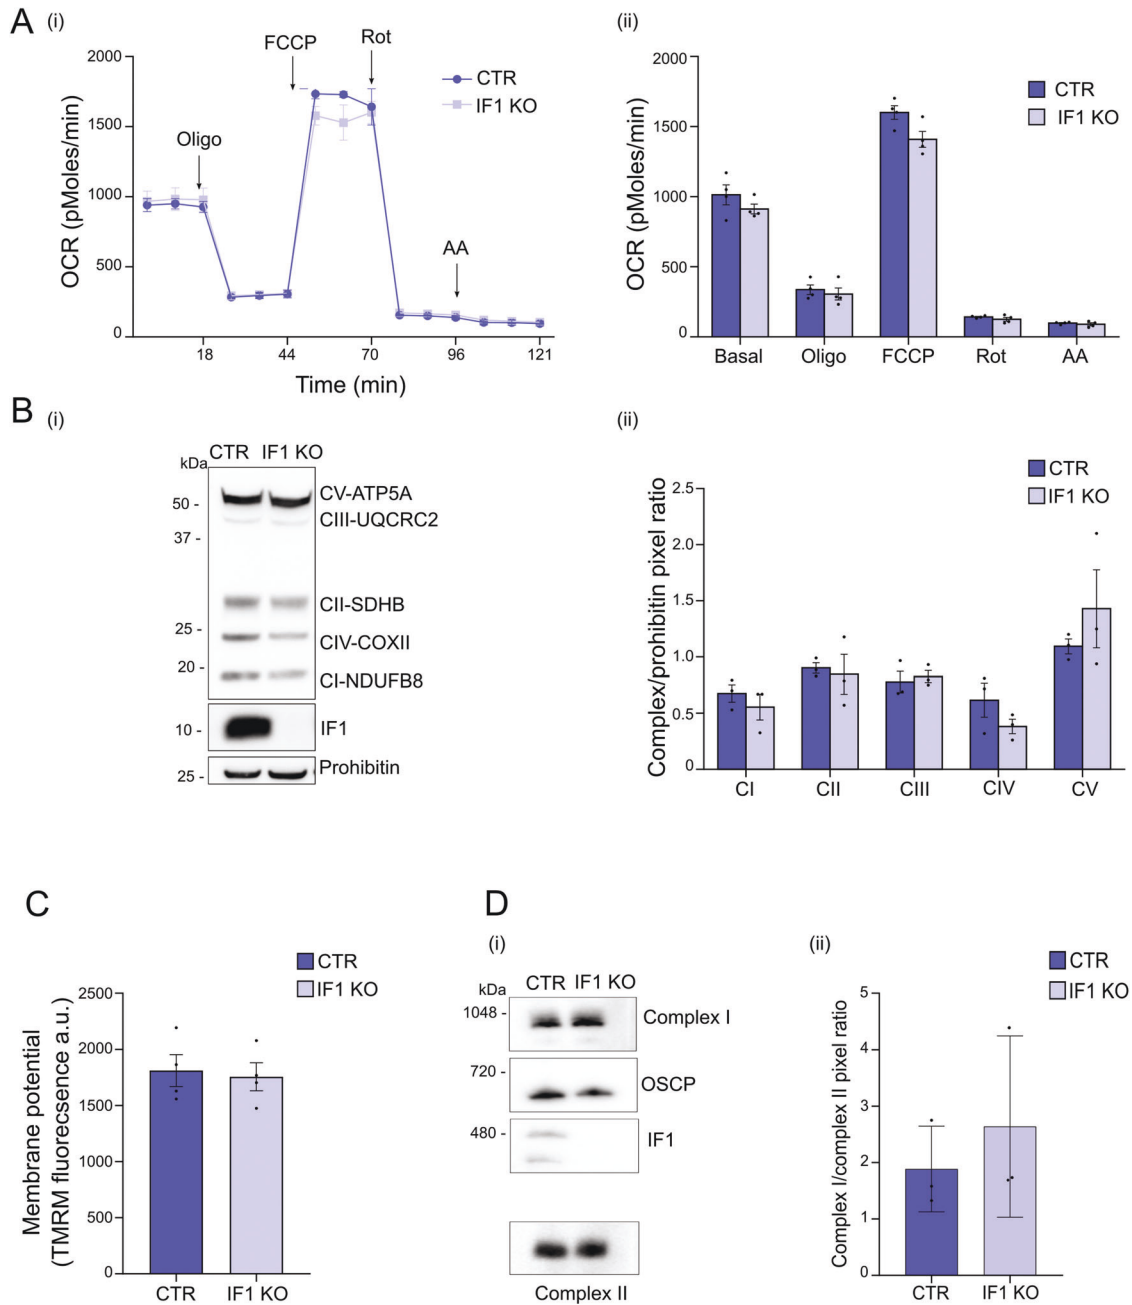 A
(i)
2000
1500
1000
500
0
OCR (pMoles/min)
Oligo
FCCP
Rot
AA
CTR
IF1 KO
18
44
70
96
121
Time (min)
(ii)
2000
1500
1000
500
0
OCR (pMoles/min)
CTR
IF1 KO
Basal
Oligo
FCCP
Rot
AA
B
(i)
CTR IF1 KO
kDa
50 -
37 -
25 -
20 -
10 -
25 -
CV-ATP5A
CIII-UQCRC2
CII-SDHB
CIV-COXII
CI-NDUFB8
IF1
Prohibitin
(ii)
CTR
IF1 KO
2.5
2.0
1.5
1.0
0.5
0
Complex/prohibitin pixel ratio
CI
CII
CIII
CIV
CV
C
CTR
IF1 KO
2500
2000
1500
1000
500
0
Membrane potential
(TMRM fluorecsence a.u.)
CTR
IF1 KO
D
(i)
CTR IF1 KO
kDa
1048 -
720 -
480 -
Complex I
OSCP
IF1
Complex II
(ii)
CTR
IF1 KO
5
4
3
2
1
0
Complex I/complex II pixel ratio
CTR
IF1 KO